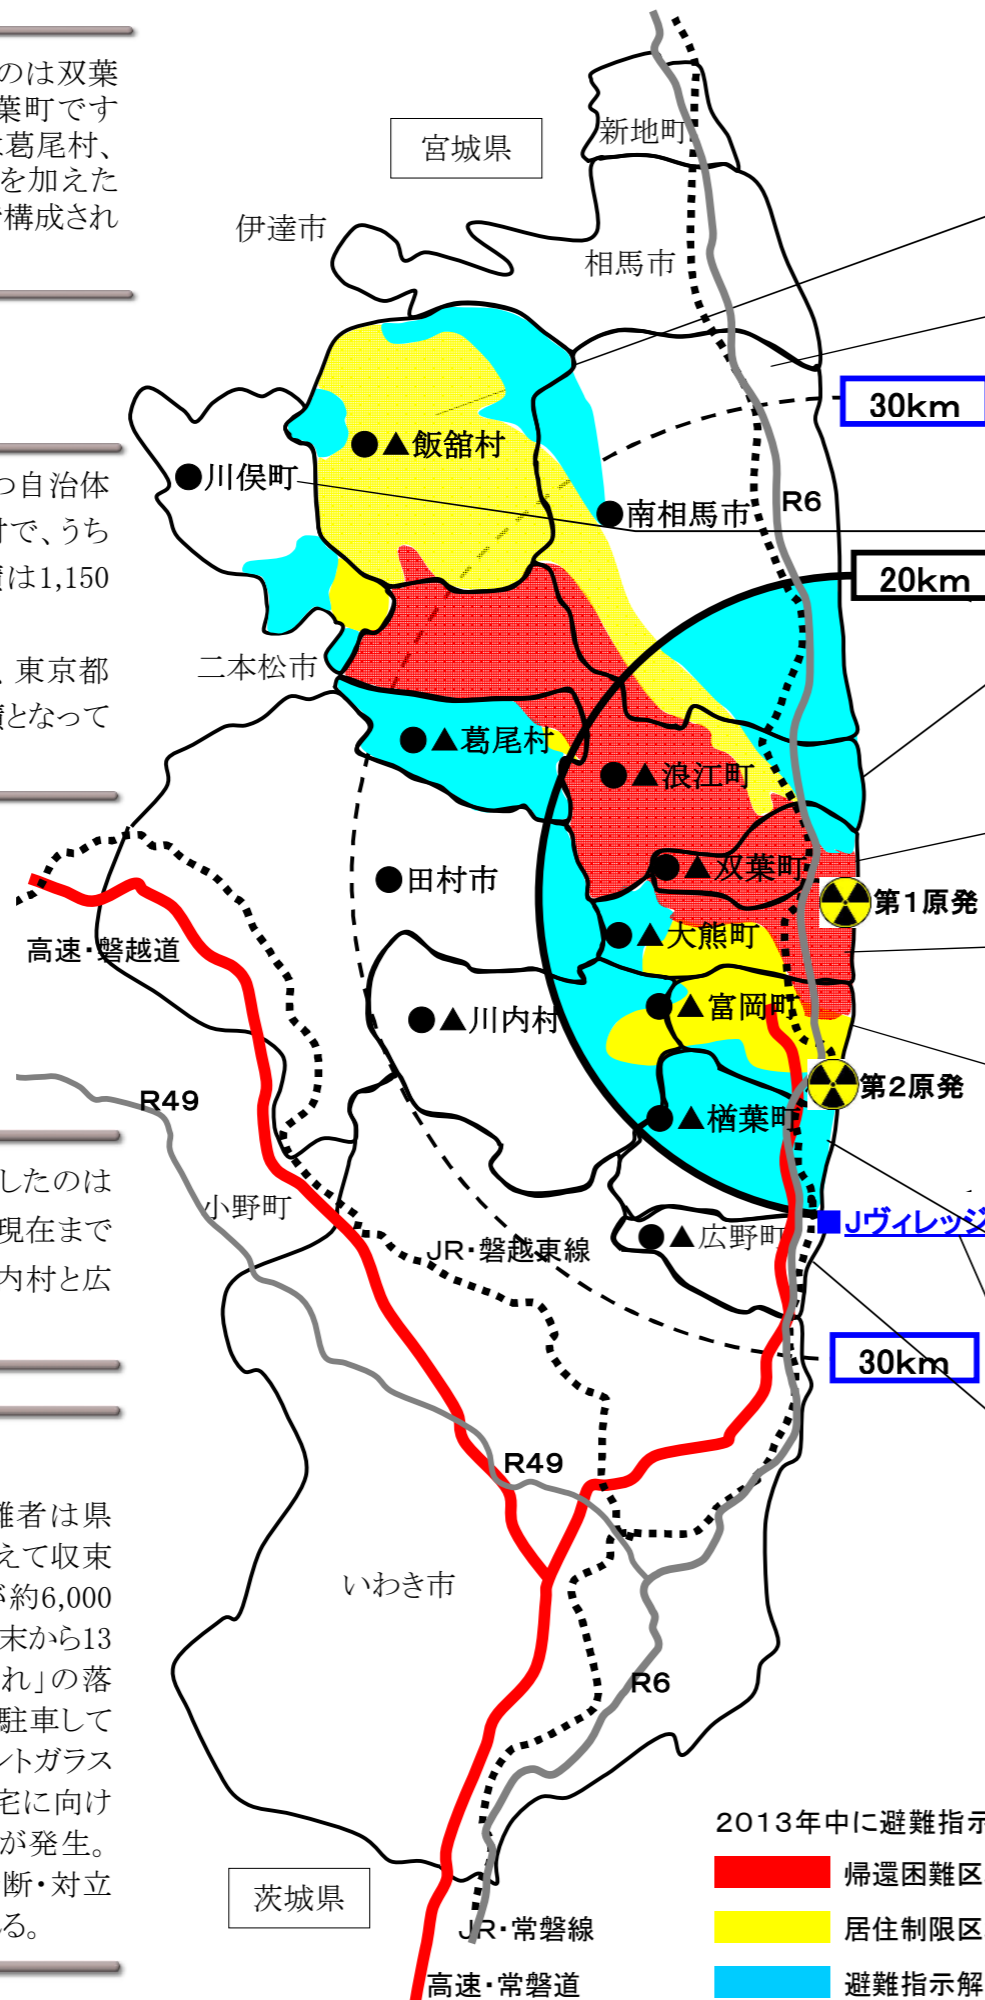 のは双葉
葉町です
は葛尾村、
を加えた
構成され
つ自治体
村で、うち
積は1,150
、東京都
積となって
したのは
現在まで
内村と広
難者は県
えて収束
が約6,000
末から13
れ」の落
駐車して
ントガラス
宅に向け
が発生。
断・対立
る。
宮城県
新地町
伊達市
相馬市
30km
●▲飯舘村
●川俣町
●南相馬市
R6
20km
二本松市
●▲葛尾村
●▲浪江町
●田村市
●▲双葉町
第1原発
●▲大熊町
高速・磐越道
●▲川内村
●▲富岡町
第2原発
R49
●▲楢葉町
小野町
■Jヴィレッジ
●▲広野町
JR・磐越東線
30km
R49
いわき市
R6
茨城県
JR・常磐線
高速・常磐道
2013年中に避難指示
帰還困難区
居住制限区
避難指示解